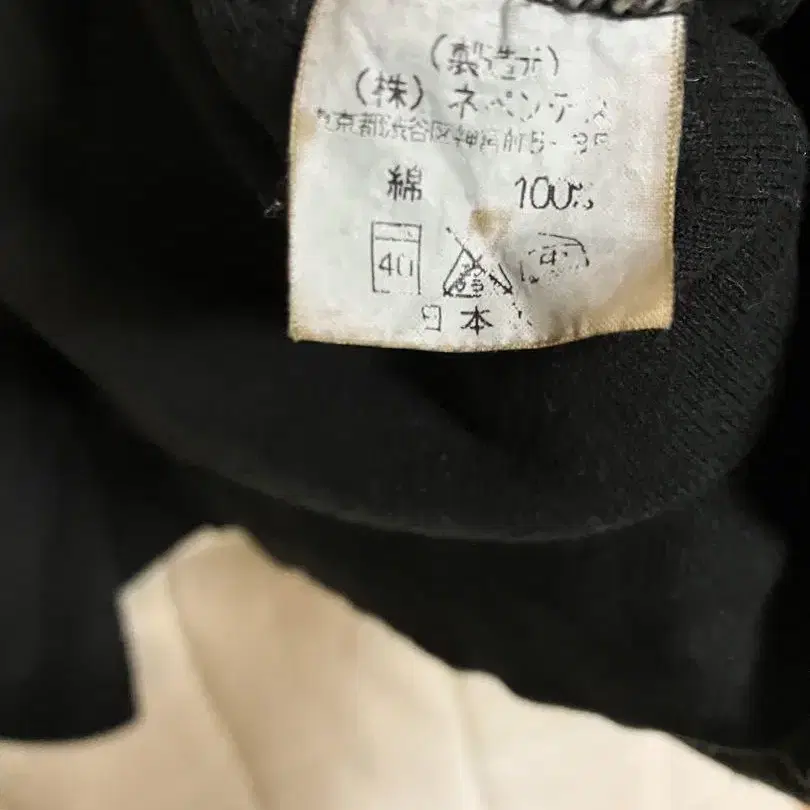 (製造元)
(株)ネペンテス
東京都渋谷区神宮前5-
綿 100%
40
日本